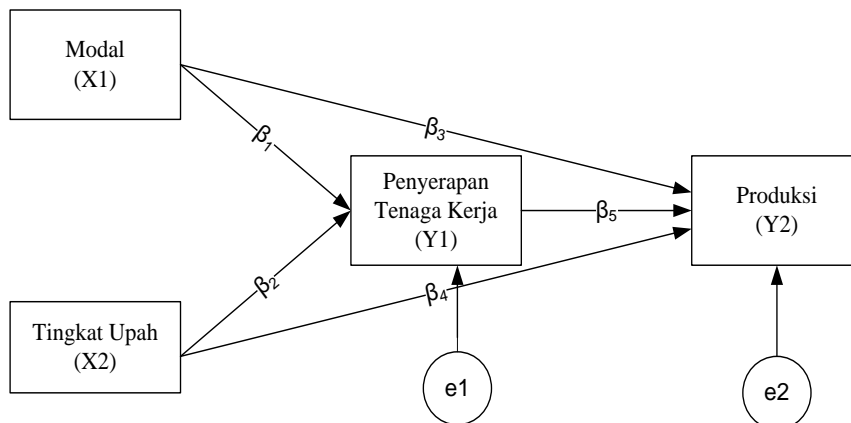 Modal
(X1)
β1
β3
Penyerapan
Tenaga Kerja
(Y1)
β5
Produksi
(Y2)
β2
β4
Tingkat Upah
(X2)
e1
e2